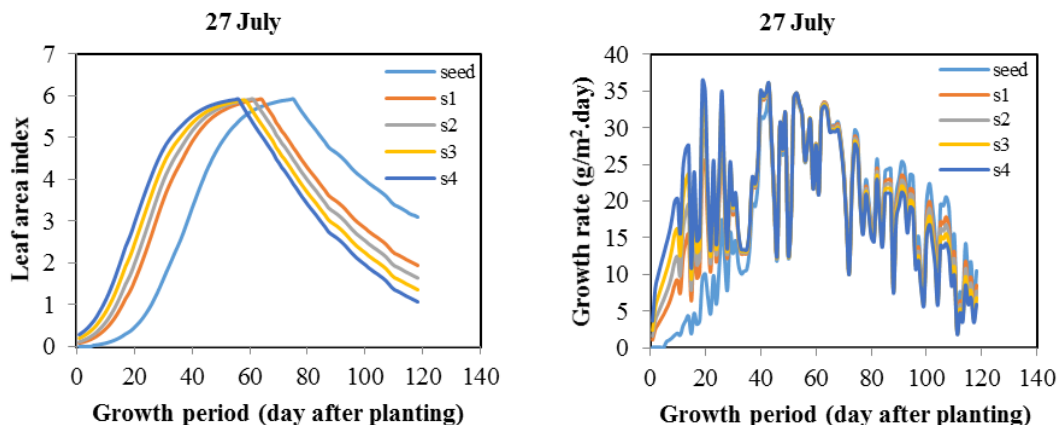 27 July
7
6
5
4
3
2
1
0
Leaf area index
0 20 40 60 80 100 120 140
Growth period (day after planting)
seed
s1
s2
s3
s4
27 July
40
35
30
25
20
15
10
5
0
Growth rate (g/m².day)
0 20 40 60 80 100 120 140
Growth period (day after planting)
seed
s1
s2
s3
s4